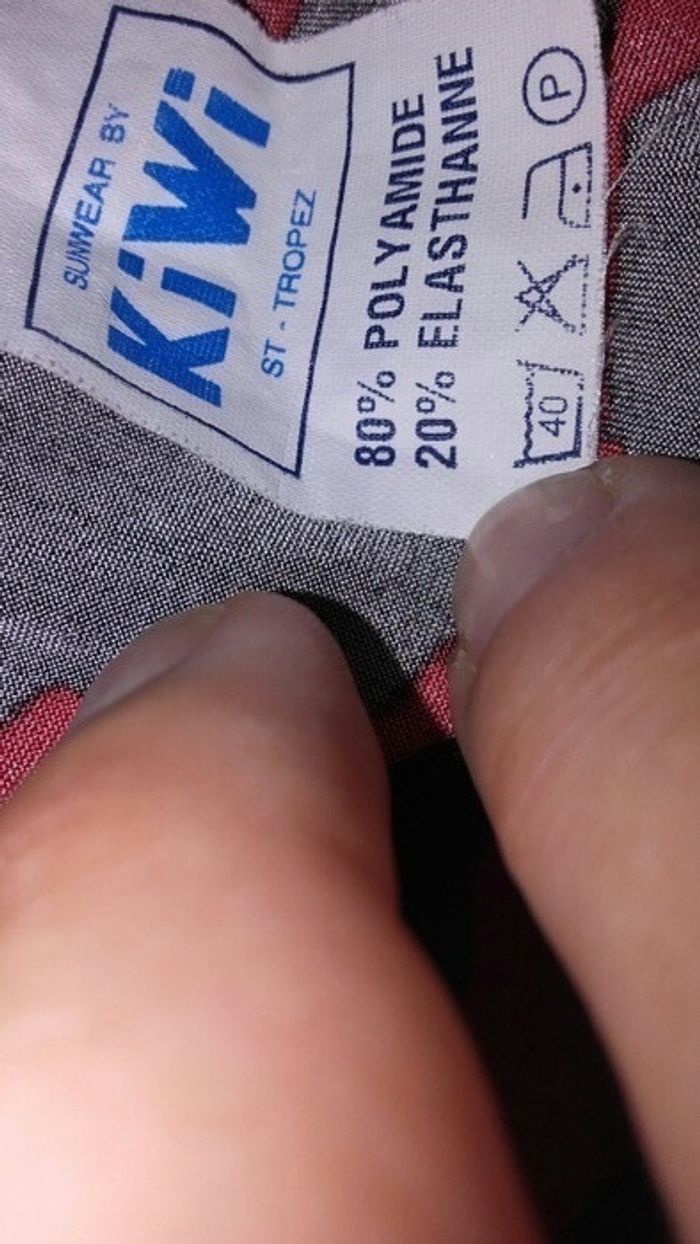 SUNWEAR BY
KiWi
ST - TROPEZ
80% POLYAMIDE
20% ELASTHANNE
40
P